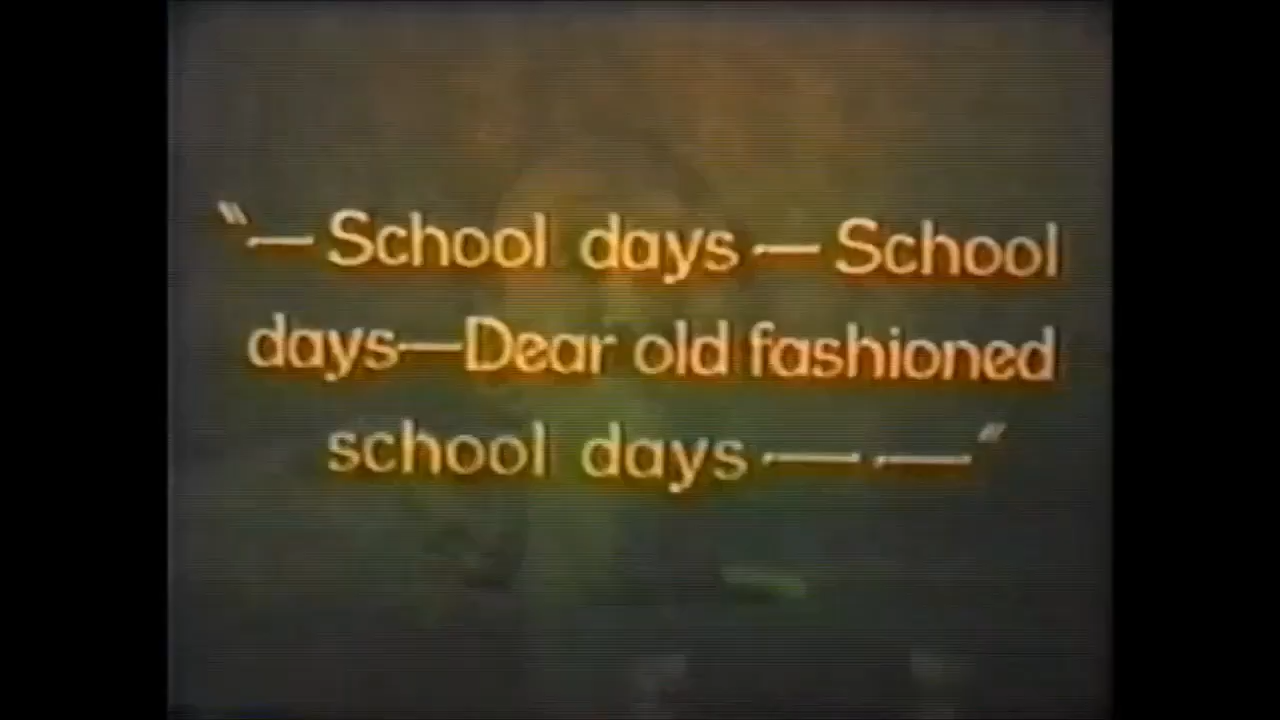 "—School days—School
days—Dear old fashioned
school days— —"